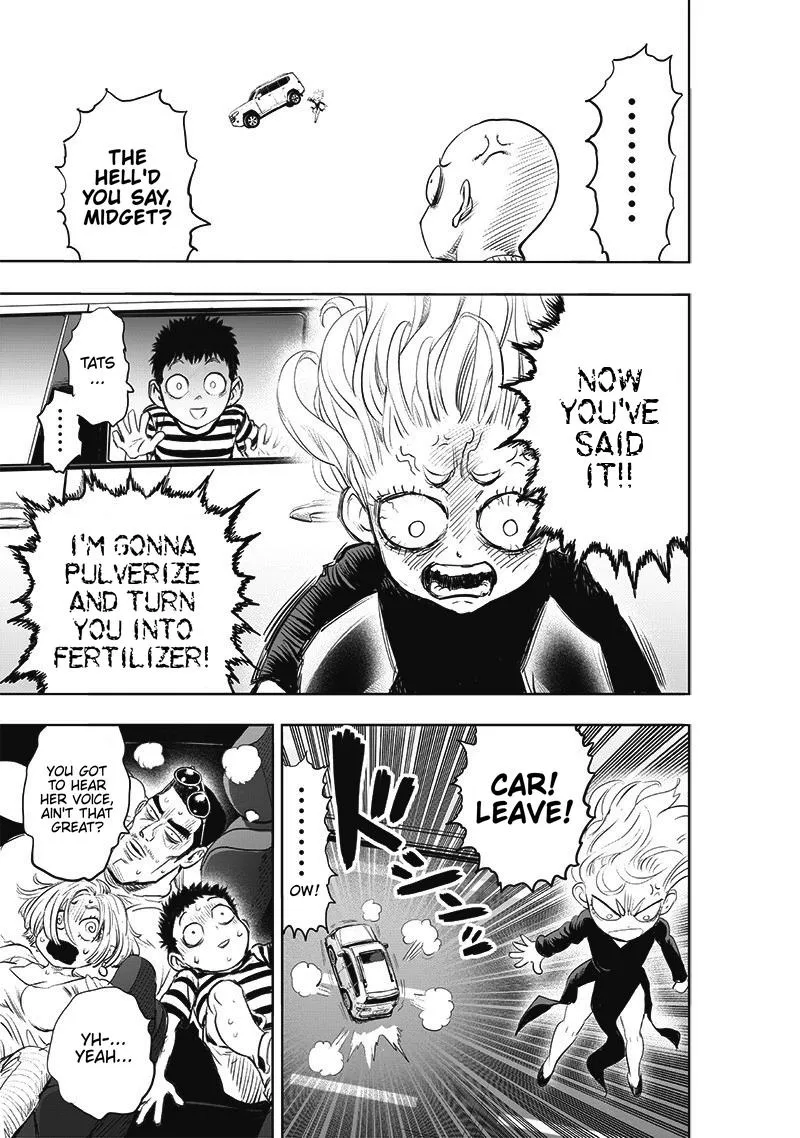 .........
THE
HELL'D
YOU SAY,
MIDGET?
NOW
YOU'VE
SAID
IT!!
TATS
...
......
I'M GONNA
PULVERIZE
AND TURN
YOU INTO
FERTILIZER!
CAR!
LEAVE!
......
OW!
ドドン
YOU GOT
TO HEAR
HER VOICE,
AIN'T THAT
GREAT?
YH-...
YEAH...